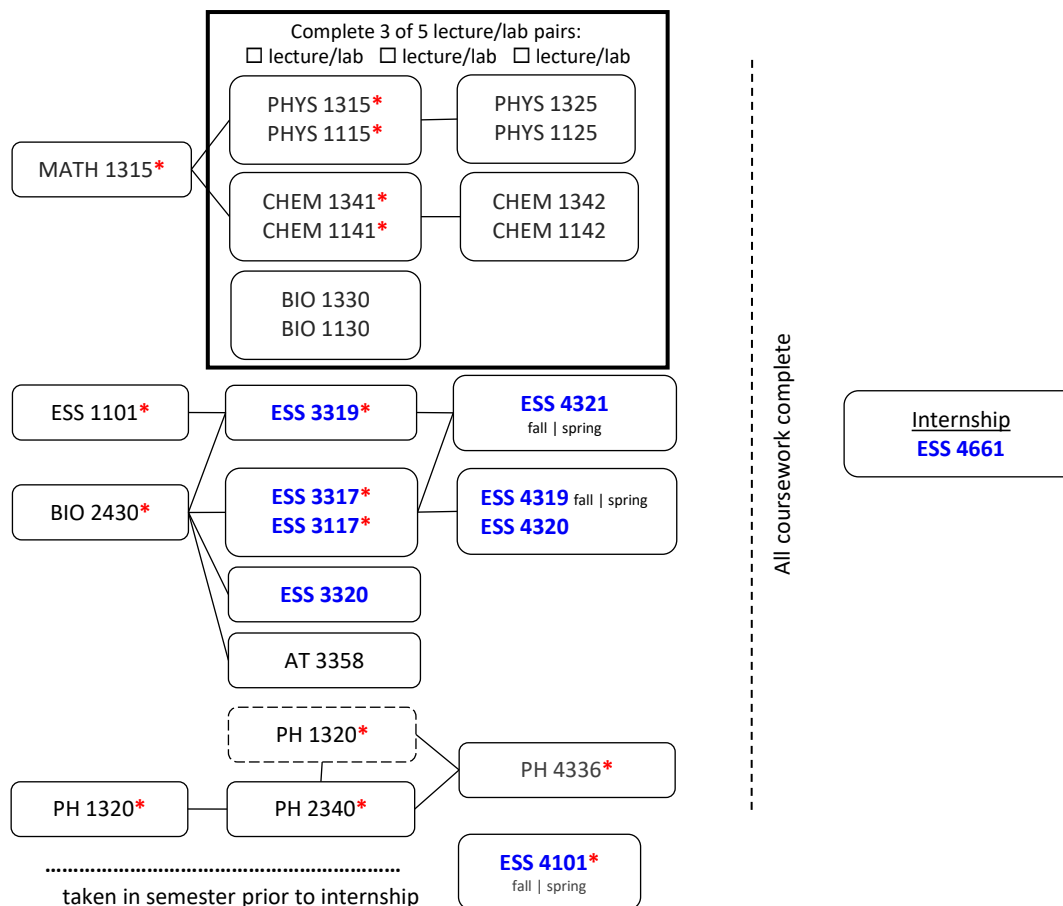 Complete 3 of 5 lecture/lab pairs:
☐ lecture/lab ☐ lecture/lab ☐ lecture/lab
PHYS 1315*
PHYS 1115*
PHYS 1325
PHYS 1125
MATH 1315*
CHEM 1341*
CHEM 1141*
CHEM 1342
CHEM 1142
BIO 1330
BIO 1130
ESS 1101*
ESS 3319*
ESS 4321
fall | spring
BIO 2430*
ESS 3317*
ESS 3117*
ESS 4319 fall | spring
ESS 4320
ESS 3320
AT 3358
PH 1320*
PH 4336*
PH 1320*
PH 2340*
ESS 4101*
fall | spring
taken in semester prior to internship
All coursework complete
Internship
ESS 4661